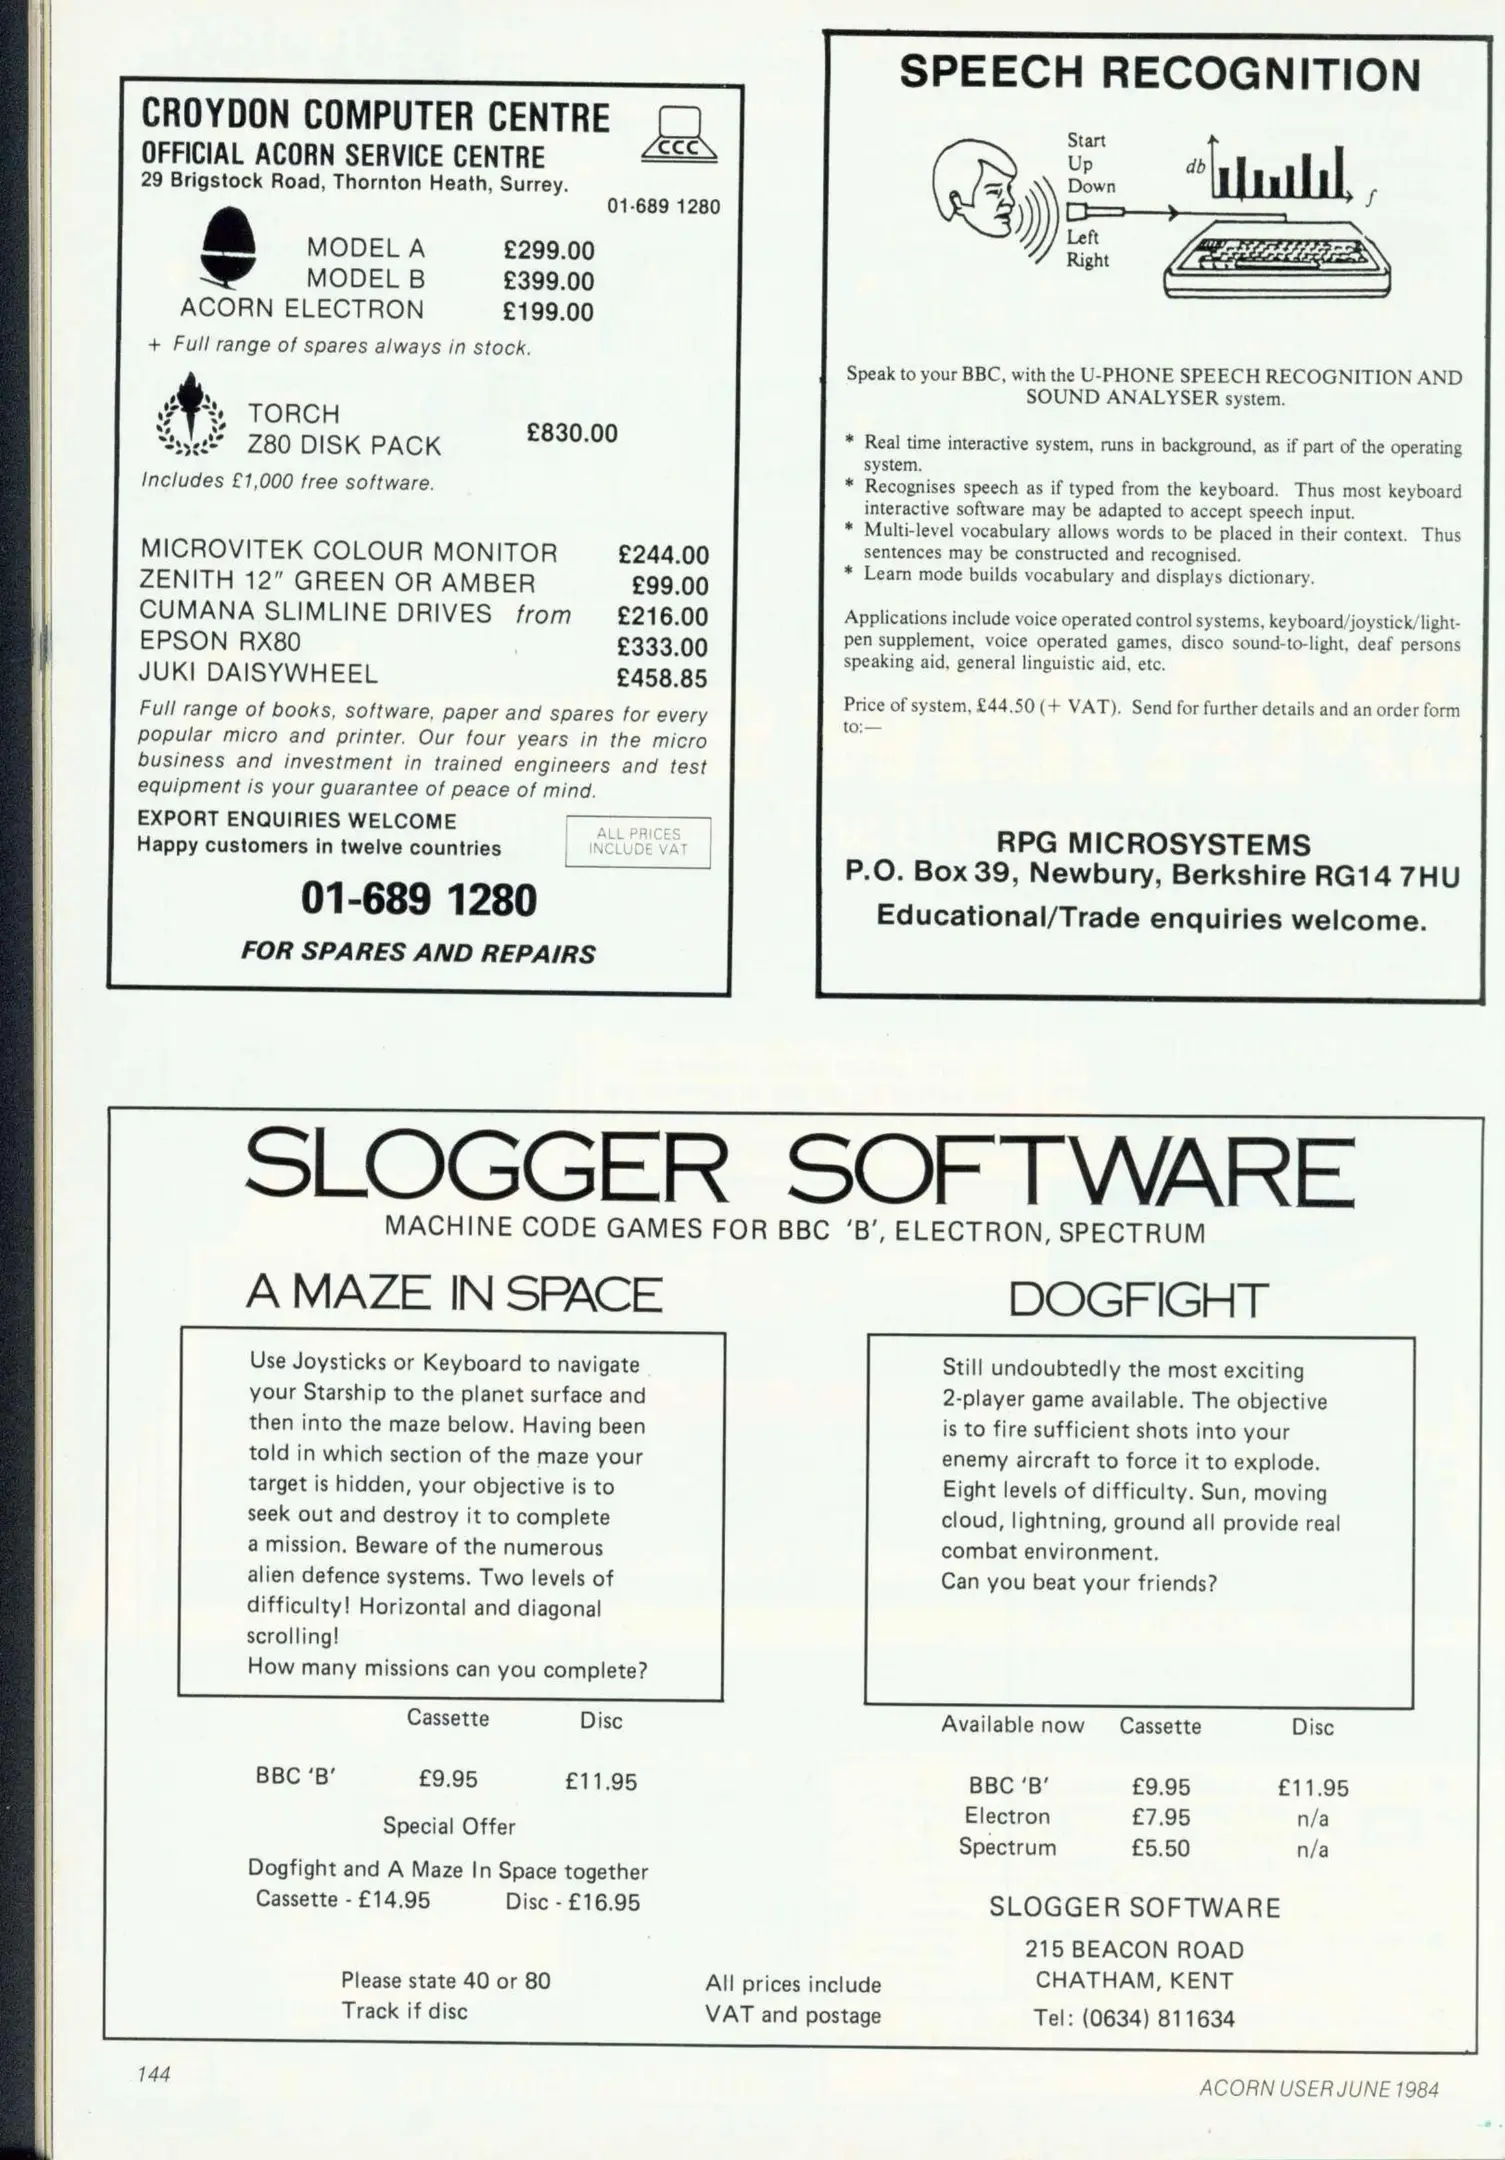 CROYDON COMPUTER CENTRE
OFFICIAL ACORN SERVICE CENTRE
CCC
29 Brigstock Road, Thornton Heath, Surrey.
01-689 1280
MODEL A £299.00
MODEL B £399.00
ACORN ELECTRON £199.00
+ Full range of spares always in stock.
TORCH
Z80 DISK PACK £830.00
Includes £1,000 free software.
MICROVITEK COLOUR MONITOR £244.00
ZENITH 12" GREEN OR AMBER £99.00
CUMANA SLIMLINE DRIVES from £216.00
EPSON RX80 £333.00
JUKI DAISYWHEEL £458.85
Full range of books, software, paper and spares for every
popular micro and printer. Our four years in the micro
business and investment in trained engineers and test
equipment is your guarantee of peace of mind.
EXPORT ENQUIRIES WELCOME
Happy customers in twelve countries
ALL PRICES
INCLUDE VAT
01-689 1280
FOR SPARES AND REPAIRS
SPEECH RECOGNITION
Start
Up
Down
Left
Right
db
f
Speak to your BBC, with the U-PHONE SPEECH RECOGNITION AND
SOUND ANALYSER system.
* Real time interactive system, runs in background, as if part of the operating
system.
* Recognises speech as if typed from the keyboard. Thus most keyboard
interactive software may be adapted to accept speech input.
* Multi-level vocabulary allows words to be placed in their context. Thus
sentences may be constructed and recognised.
* Learn mode builds vocabulary and displays dictionary.
Applications include voice operated control systems, keyboard/joystick/light-
pen supplement, voice operated games, disco sound-to-light, deaf persons
speaking aid, general linguistic aid, etc.
Price of system, £44.50 (+ VAT). Send for further details and an order form
to:—
RPG MICROSYSTEMS
P.O. Box 39, Newbury, Berkshire RG14 7HU
Educational/Trade enquiries welcome.
SLOGGER SOFTWARE
MACHINE CODE GAMES FOR BBC 'B', ELECTRON, SPECTRUM
A MAZE IN SPACE
Use Joysticks or Keyboard to navigate
your Starship to the planet surface and
then into the maze below. Having been
told in which section of the maze your
target is hidden, your objective is to
seek out and destroy it to complete
a mission. Beware of the numerous
alien defence systems. Two levels of
difficulty! Horizontal and diagonal
scrolling!
How many missions can you complete?
Cassette Disc
BBC 'B' £9.95 £11.95
Special Offer
Dogfight and A Maze In Space together
Cassette - £14.95 Disc - £16.95
Please state 40 or 80
Track if disc
All prices include
VAT and postage
DOGFIGHT
Still undoubtedly the most exciting
2-player game available. The objective
is to fire sufficient shots into your
enemy aircraft to force it to explode.
Eight levels of difficulty. Sun, moving
cloud, lightning, ground all provide real
combat environment.
Can you beat your friends?
Available now Cassette Disc
BBC 'B' £9.95 £11.95
Electron £7.95 n/a
Spectrum £5.50 n/a
SLOGGER SOFTWARE
215 BEACON ROAD
CHATHAM, KENT
Tel: (0634) 811634
144
ACORN USER JUNE 1984